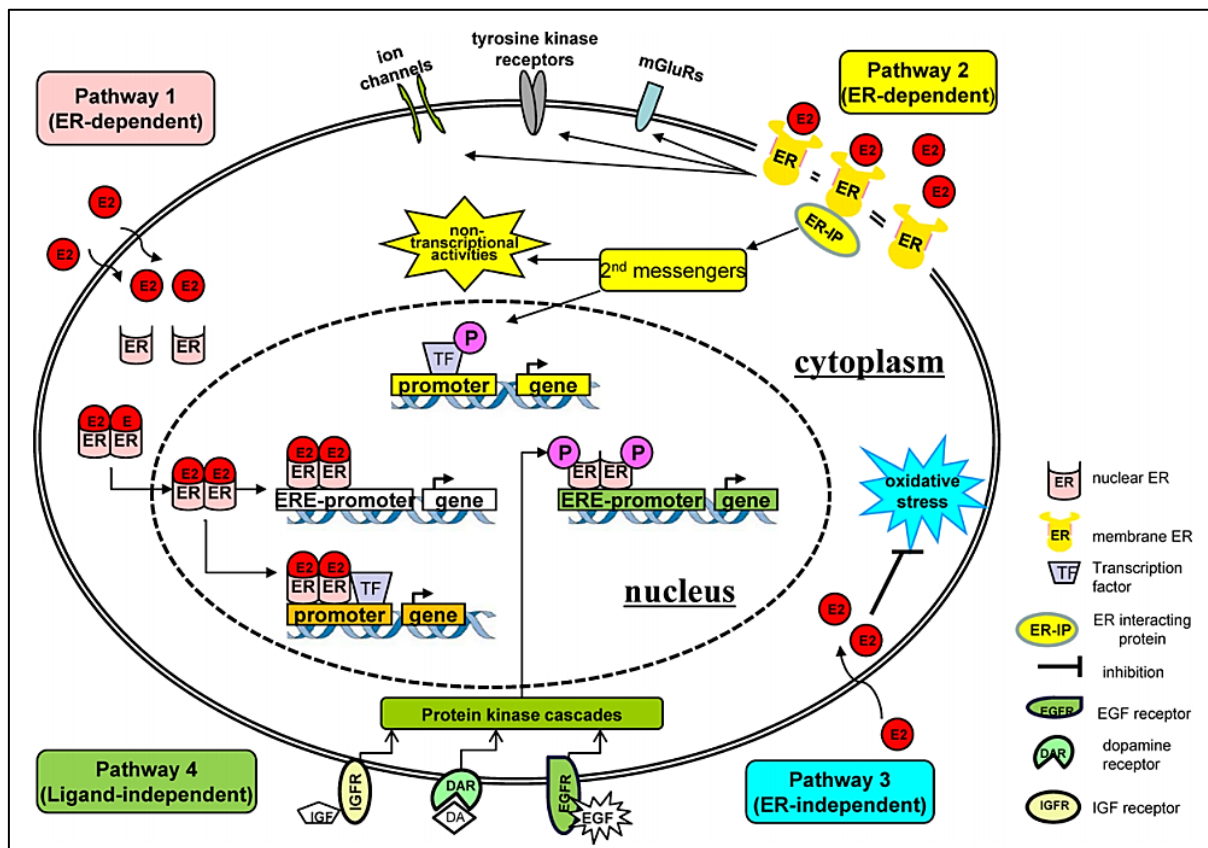 ion
channels
tyrosine kinase
receptors
mGluRs
Pathway 1
(ER-dependent)
Pathway 2
(ER-dependent)
E2
E2
E2
E2
E2
E2
E2
E2
ER
ER
ER
ER-IP
ER
ER
non-
transcriptional
activities
2nd messengers
P
TF
promoter
gene
cytoplasm
E2
E
ER
ER
E2
E2
ER
ER
E2
E2
ER
ER
ERE-promoter
gene
P
P
ER
ER
ERE-promoter
gene
oxidative
stress
E2
E2
ER
ER
TF
promoter
gene
nucleus
E2
E2
E2
Protein kinase cascades
Pathway 4
(Ligand-independent)
IGF
IGFR
DAR
DA
EGFR
EGF
Pathway 3
(ER-independent)
ER
nuclear ER
ER
membrane ER
TF
Transcription
factor
ER-IP
ER interacting
protein
inhibition
EGFR
EGF receptor
DAR
dopamine
receptor
IGFR
IGF receptor